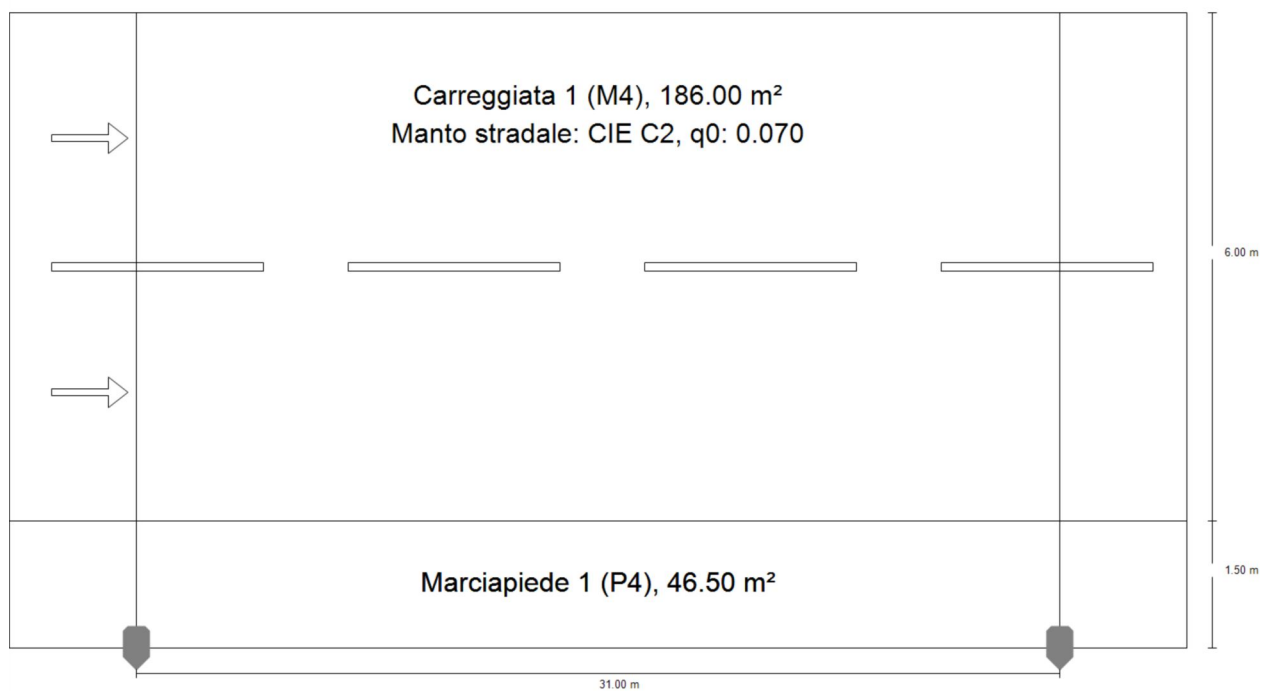 Carreggiata 1 (M4), 186.00 m²
Manto stradale: CIE C2, q0: 0.070
6.00 m
Marciapiede 1 (P4), 46.50 m²
1.50 m
31.00 m